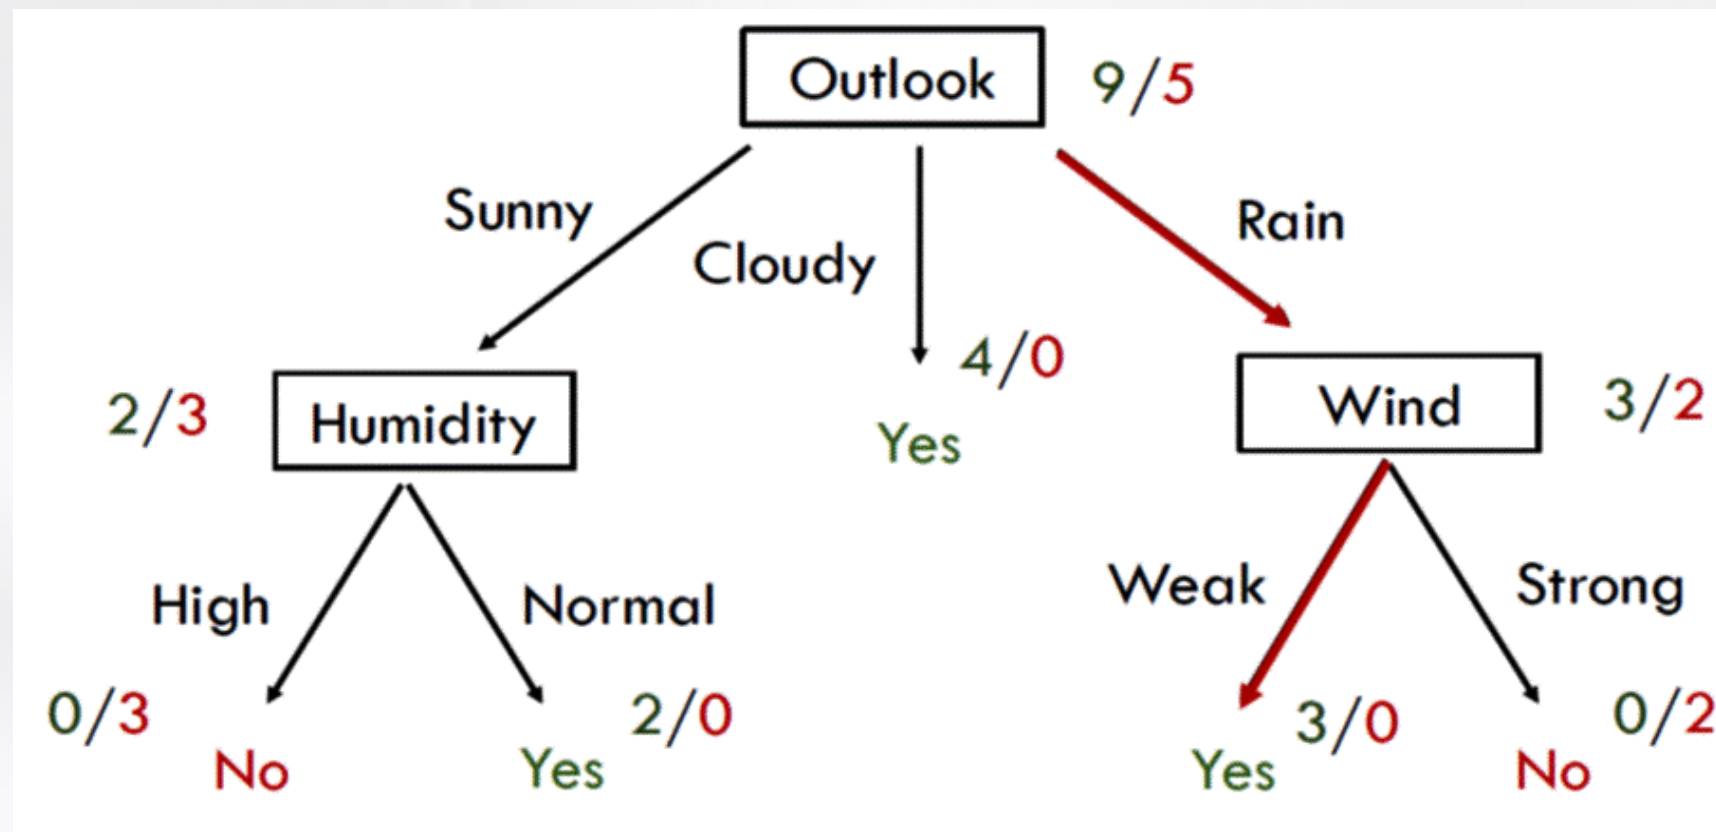 Outlook 9/5
Sunny
Cloudy
Rain
2/3 Humidity
4/0
Yes
Wind 3/2
High
Normal
Weak
Strong
0/3
No
2/0
Yes
3/0
Yes
0/2
No